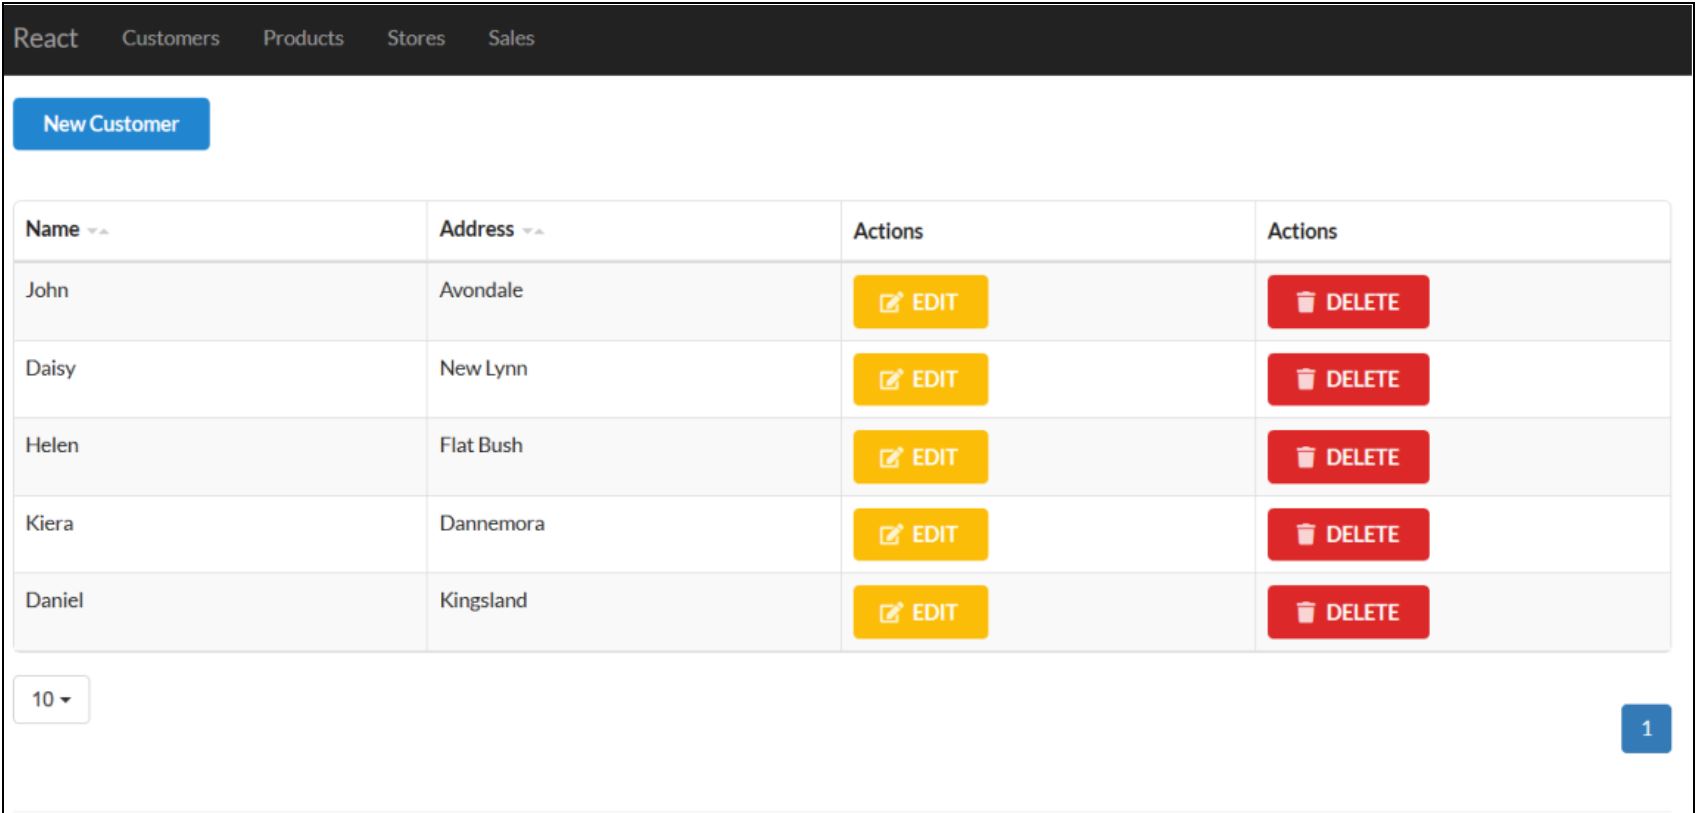 React Customers Products Stores Sales
New Customer
Name Address Actions Actions
John Avondale EDIT DELETE
Daisy New Lynn EDIT DELETE
Helen Flat Bush EDIT DELETE
Kiera Dannemora EDIT DELETE
Daniel Kingsland EDIT DELETE
10
1